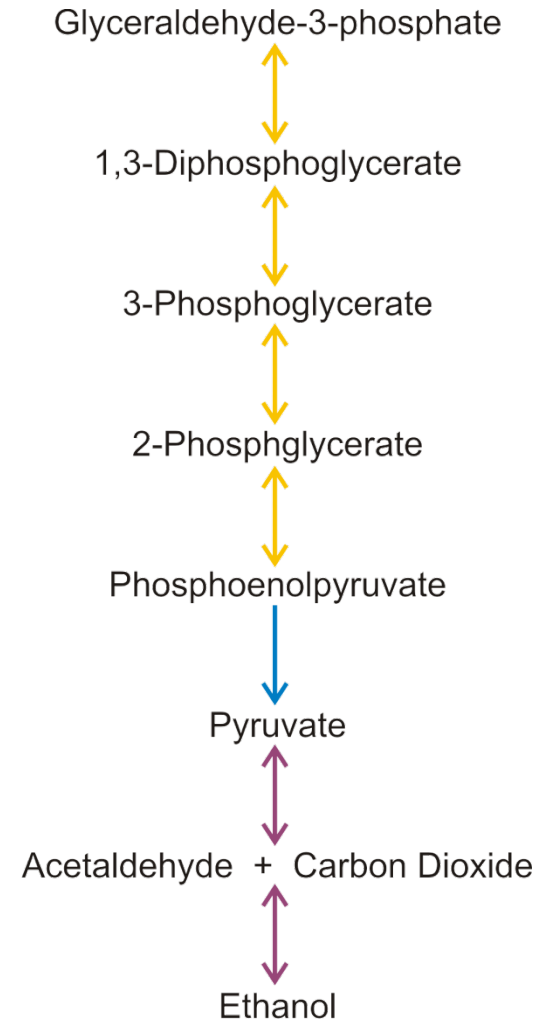 Glyceraldehyde-3-phosphate
1,3-Diphosphoglycerate
3-Phosphoglycerate
2-Phosphglycerate
Phosphoenolpyruvate
Pyruvate
Acetaldehyde + Carbon Dioxide
Ethanol